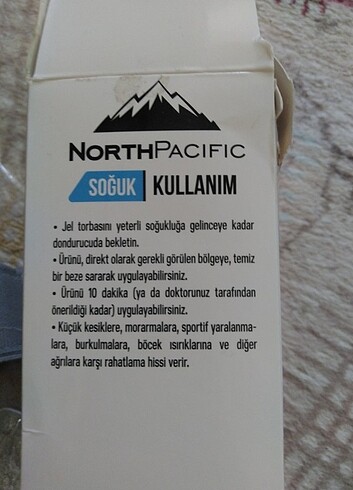 NORTHPACIFIC
SOĞUK KULLANIM
• Jel torbasını yeterli soğukluğa gelinceye kadar
dondurucuda bekletin.
• Ürünü, direkt olarak gerekli görülen bölgeye, temiz
bir beze sararak uygulayabilirsiniz.
• Ürünü 10 dakika (ya da doktorunuz tarafından
önerildiği kadar) uygulayabilirsiniz.
• Küçük kesiklere, morarmalara, sportif yaralanma-
lara, burkulmalara, böcek ısırıklarına ve diğer
ağrılara karşı rahatlama hissi verir.